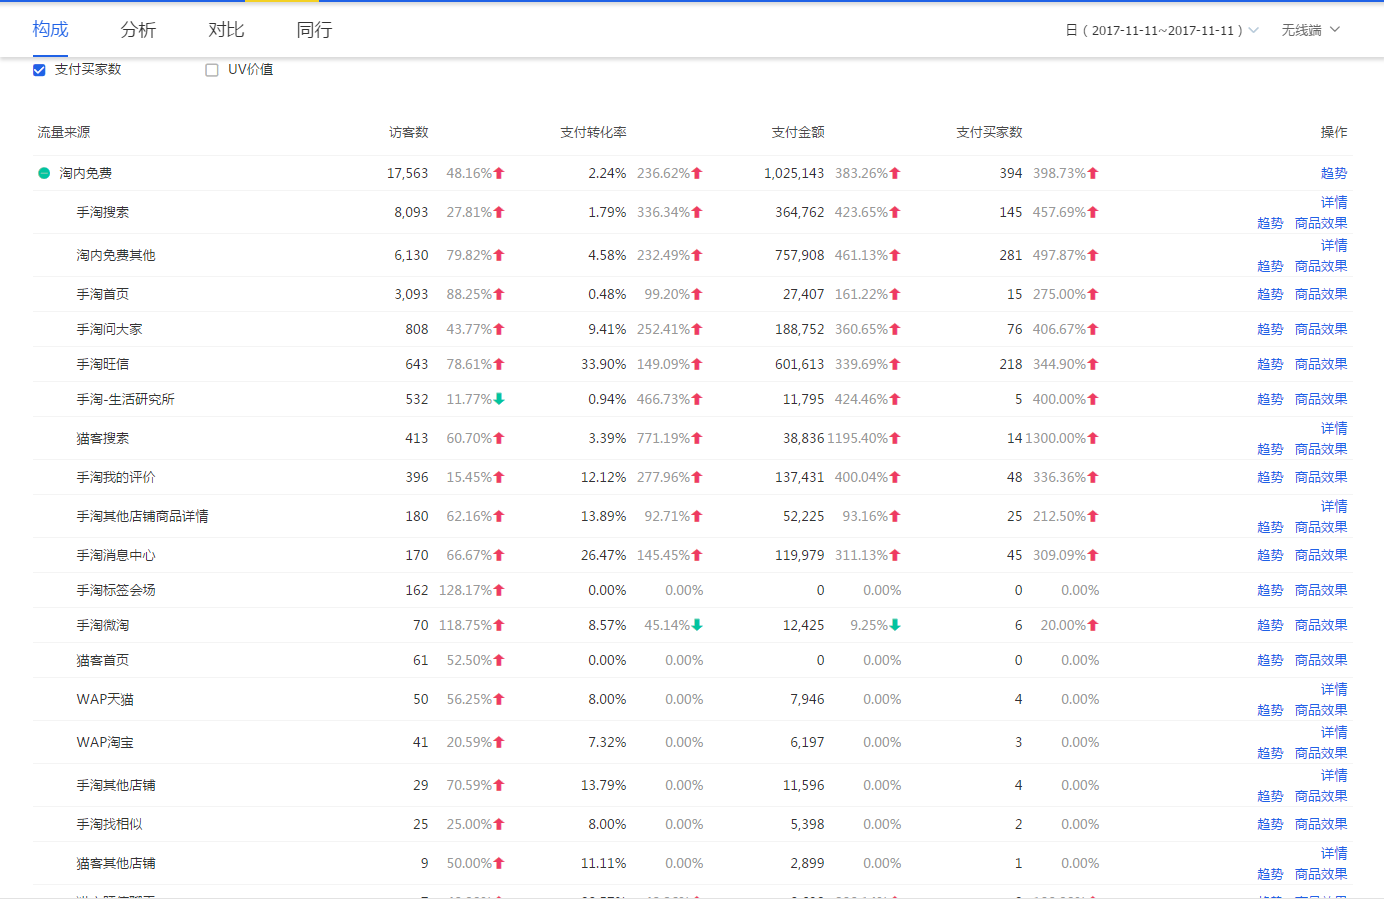 构成 分析 对比 同行 日（2017-11-11~2017-11-11） 无线端
支付买家数 UV价值
流量来源 访客数 支付转化率 支付金额 支付买家数 操作
淘内免费 17,563 48.16% 2.24% 236.62% 1,025,143 383.26% 394 398.73% 趋势
手淘搜索 8,093 27.81% 1.79% 336.34% 364,762 423.65% 145 457.69% 详情
趋势 商品效果
淘内免费其他 6,130 79.82% 4.58% 232.49% 757,908 461.13% 281 497.87% 详情
趋势 商品效果
手淘首页 3,093 88.25% 0.48% 99.20% 27,407 161.22% 15 275.00% 趋势 商品效果
手淘问大家 808 43.77% 9.41% 252.41% 188,752 360.65% 76 406.67% 趋势 商品效果
手淘旺信 643 78.61% 33.90% 149.09% 601,613 339.69% 218 344.90% 趋势 商品效果
手淘-生活研究所 532 11.77% 0.94% 466.73% 11,795 424.46% 5 400.00% 趋势 商品效果
猫客搜索 413 60.70% 3.39% 771.19% 38,836 1195.40% 14 1300.00% 详情
趋势 商品效果
手淘我的评价 396 15.45% 12.12% 277.96% 137,431 400.04% 48 336.36% 趋势 商品效果
手淘其他店铺商品详情 180 62.16% 13.89% 92.71% 52,225 93.16% 25 212.50% 详情
趋势 商品效果
手淘消息中心 170 66.67% 26.47% 145.45% 119,979 311.13% 45 309.09% 趋势 商品效果
手淘标签会场 162 128.17% 0.00% 0.00% 0 0.00% 0 0.00% 趋势 商品效果
手淘微淘 70 118.75% 8.57% 45.14% 12,425 9.25% 6 20.00% 趋势 商品效果
猫客首页 61 52.50% 0.00% 0.00% 0 0.00% 0 0.00% 趋势 商品效果
WAP天猫 50 56.25% 8.00% 0.00% 7,946 0.00% 4 0.00% 详情
趋势 商品效果
WAP淘宝 41 20.59% 7.32% 0.00% 6,197 0.00% 3 0.00% 详情
趋势 商品效果
手淘其他店铺 29 70.59% 13.79% 0.00% 11,596 0.00% 4 0.00% 详情
趋势 商品效果
手淘找相似 25 25.00% 8.00% 0.00% 5,398 0.00% 2 0.00% 趋势 商品效果
猫客其他店铺 9 50.00% 11.11% 0.00% 2,899 0.00% 1 0.00% 详情
趋势 商品效果